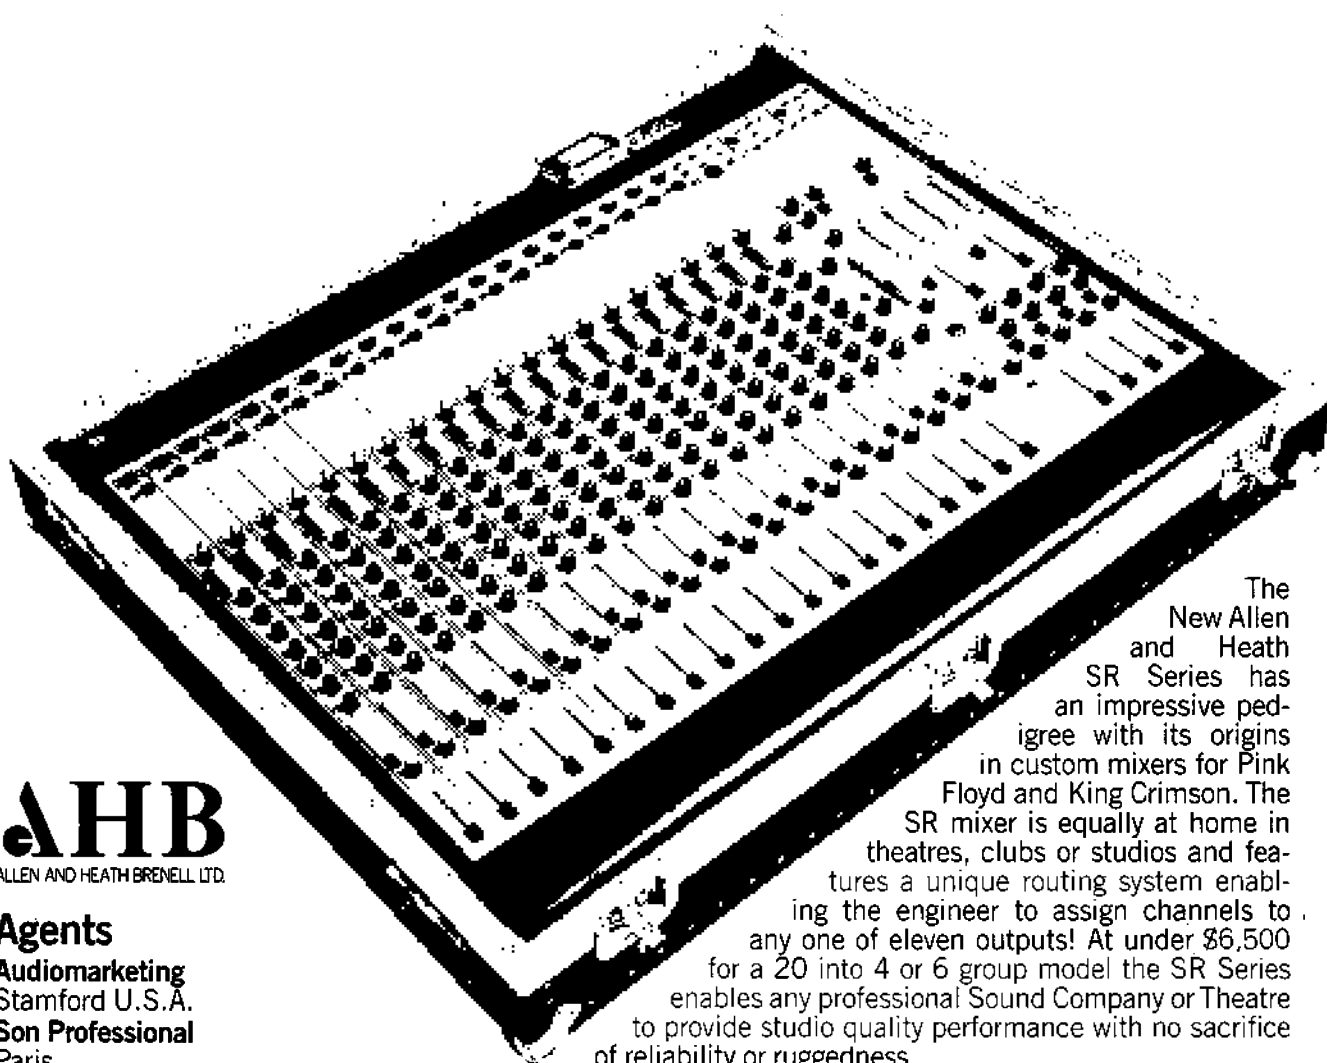 The
New Allen
and Heath
SR Series has
an impressive ped-
igree with its origins
in custom mixers for Pink
Floyd and King Crimson. The
SR mixer is equally at home in
theatres, clubs or studios and fea-
tures a unique routing system enabl-
ing the engineer to assign channels to
any one of eleven outputs! At under $6,500
for a 20 into 4 or 6 group model the SR Series
enables any professional Sound Company or Theatre
to provide studio quality performance with no sacrifice
of reliability or ruggedness
AHB
ALLEN AND HEATH BRENELL LTD.
Agents
Audiomarketing
Stamford U.S.A.
Son Professional
Paris